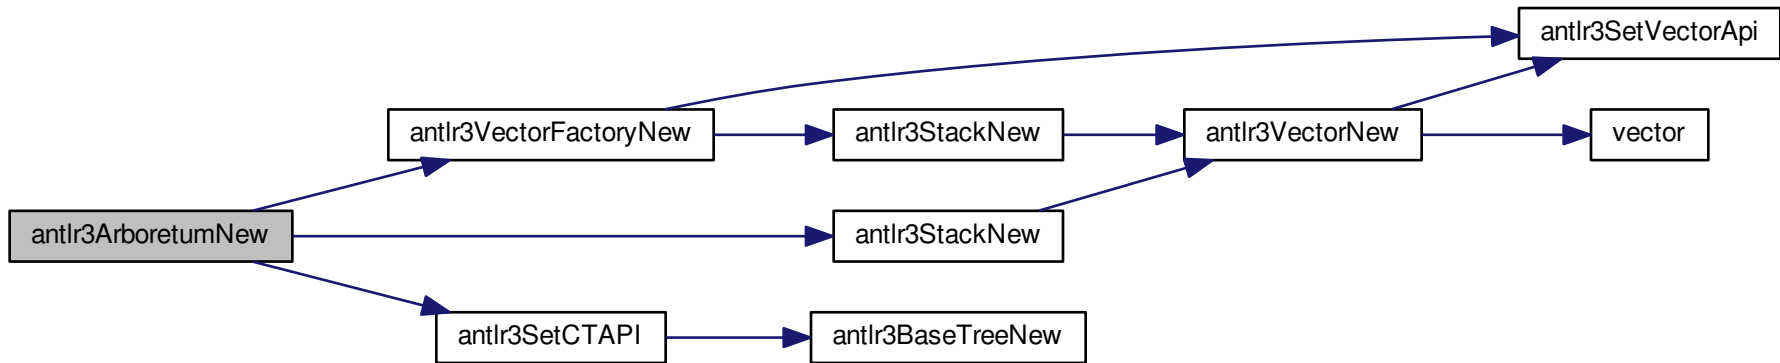 antlr3SetVectorApi
antlr3VectorFactoryNew
antlr3StackNew
antlr3VectorNew
vector
antlr3ArboretumNew
antlr3StackNew
antlr3SetCTAPI
antlr3BaseTreeNew